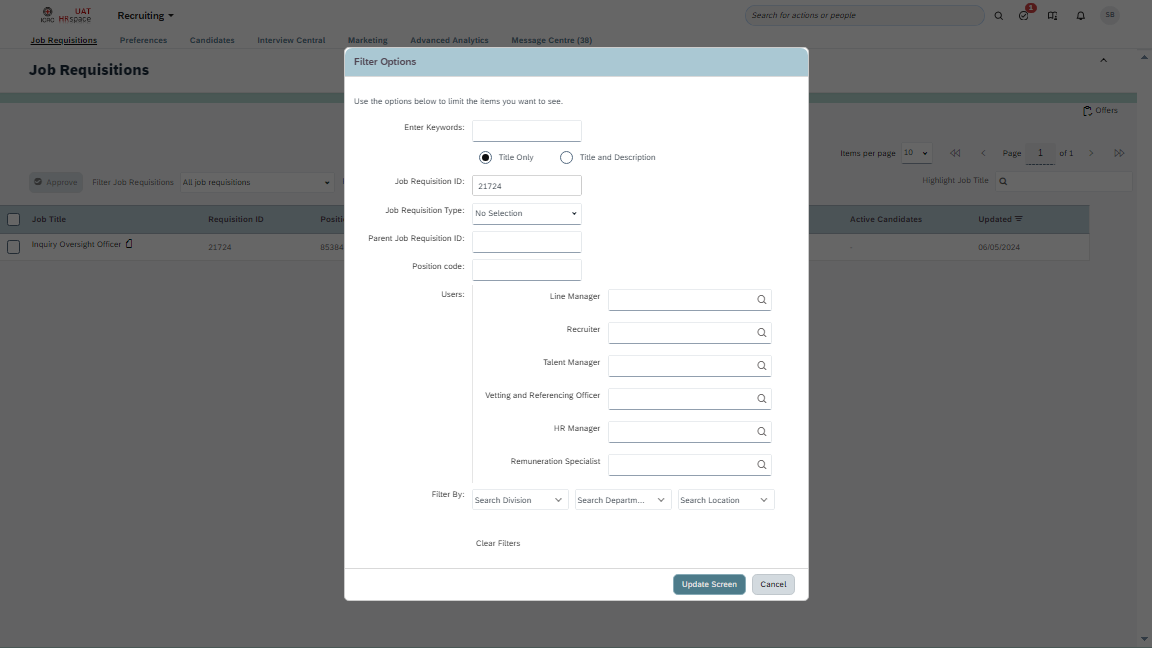 UAT
ICRC HRspace
Recruiting
Search for actions or people
1
SB
Job Requisitions
Preferences
Candidates
Interview Central
Marketing
Advanced Analytics
Message Centre (38)
Job Requisitions
Offers
Items per page 10
Page 1 of 1
Approve
Filter Job Requisitions
All job requisitions
Highlight Job Title
Job Title
Requisition ID
Active Candidates
Updated
Inquiry Oversight Officer
21724
85384
-
06/05/2024
Filter Options
Use the options below to limit the items you want to see.
Enter Keywords:
Title Only
Title and Description
Job Requisition ID:
21724
Job Requisition Type:
No Selection
Parent Job Requisition ID:
Position code:
Users:
Line Manager
Recruiter
Talent Manager
Vetting and Referencing Officer
HR Manager
Remuneration Specialist
Filter By:
Search Division
Search Departm...
Search Location
Clear Filters
Update Screen
Cancel